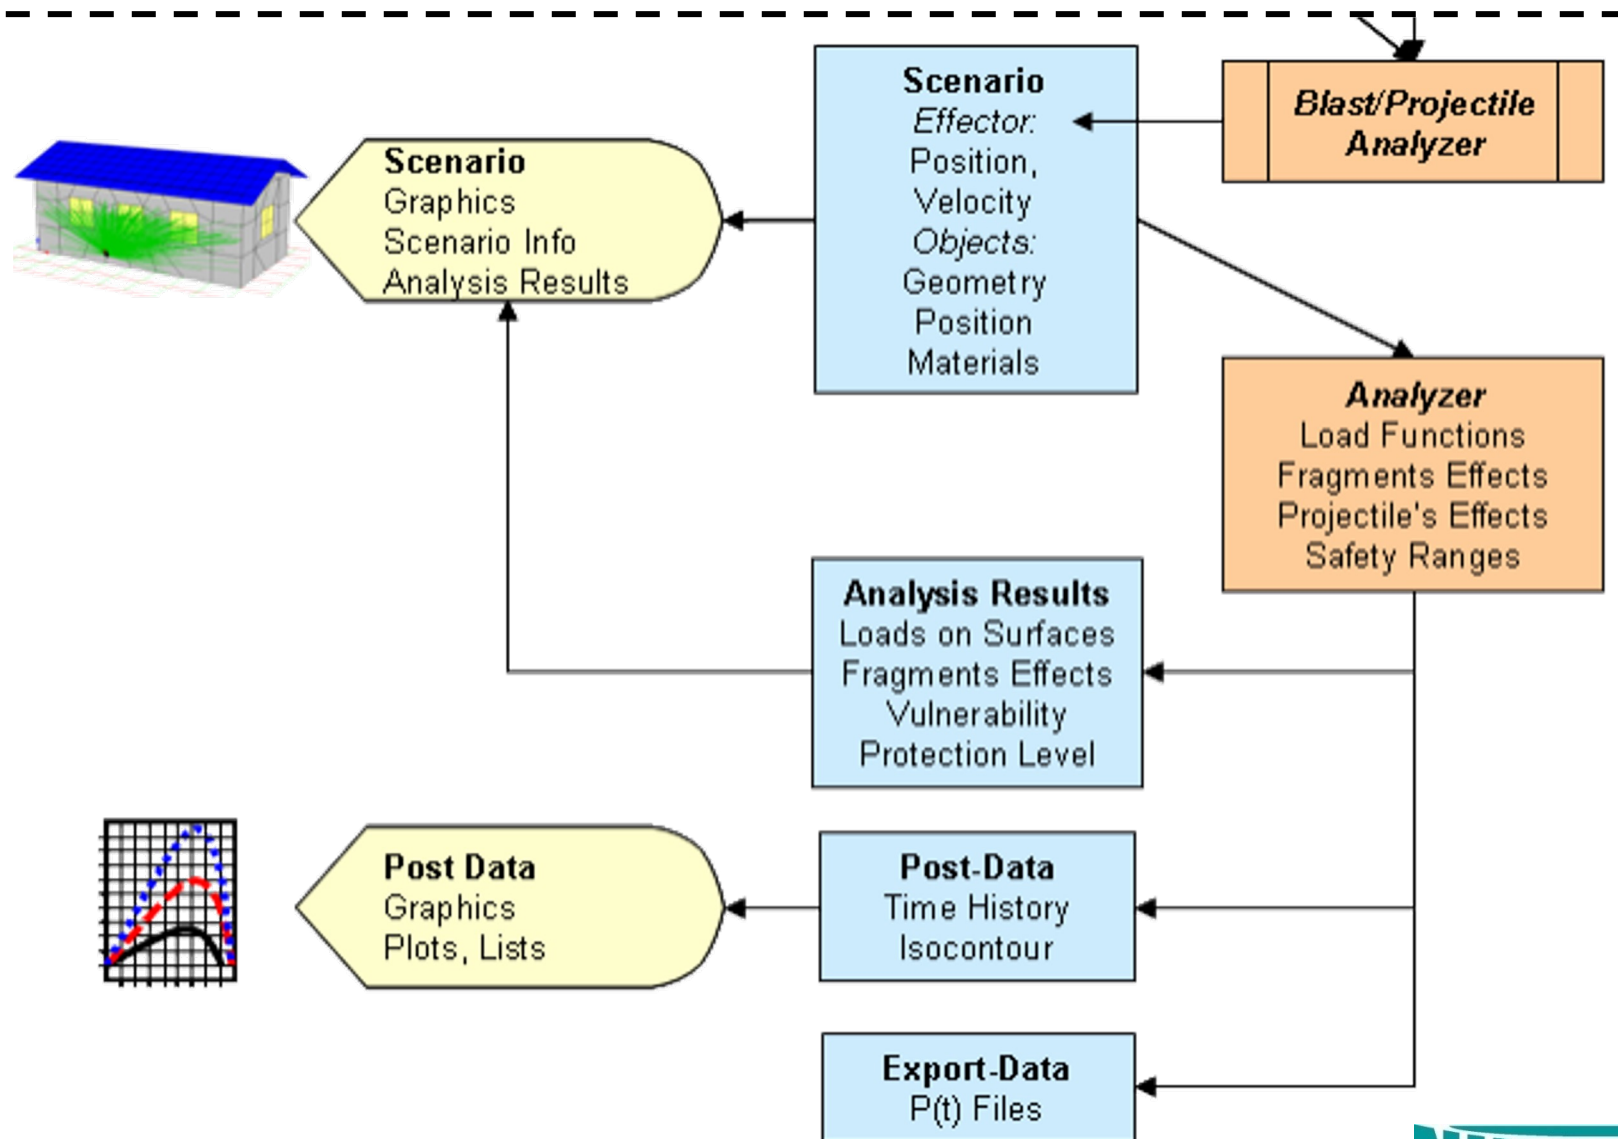 Scenario
Effector:
Position,
Velocity
Objects:
Geometry
Position
Materials
Blast/Projectile
Analyzer
Scenario
Graphics
Scenario Info
Analysis Results
Analyzer
Load Functions
Fragments Effects
Projectile's Effects
Safety Ranges
Analysis Results
Loads on Surfaces
Fragments Effects
Vulnerability
Protection Level
Post Data
Graphics
Plots, Lists
Post-Data
Time History
Isocontour
Export-Data
P(t) Files